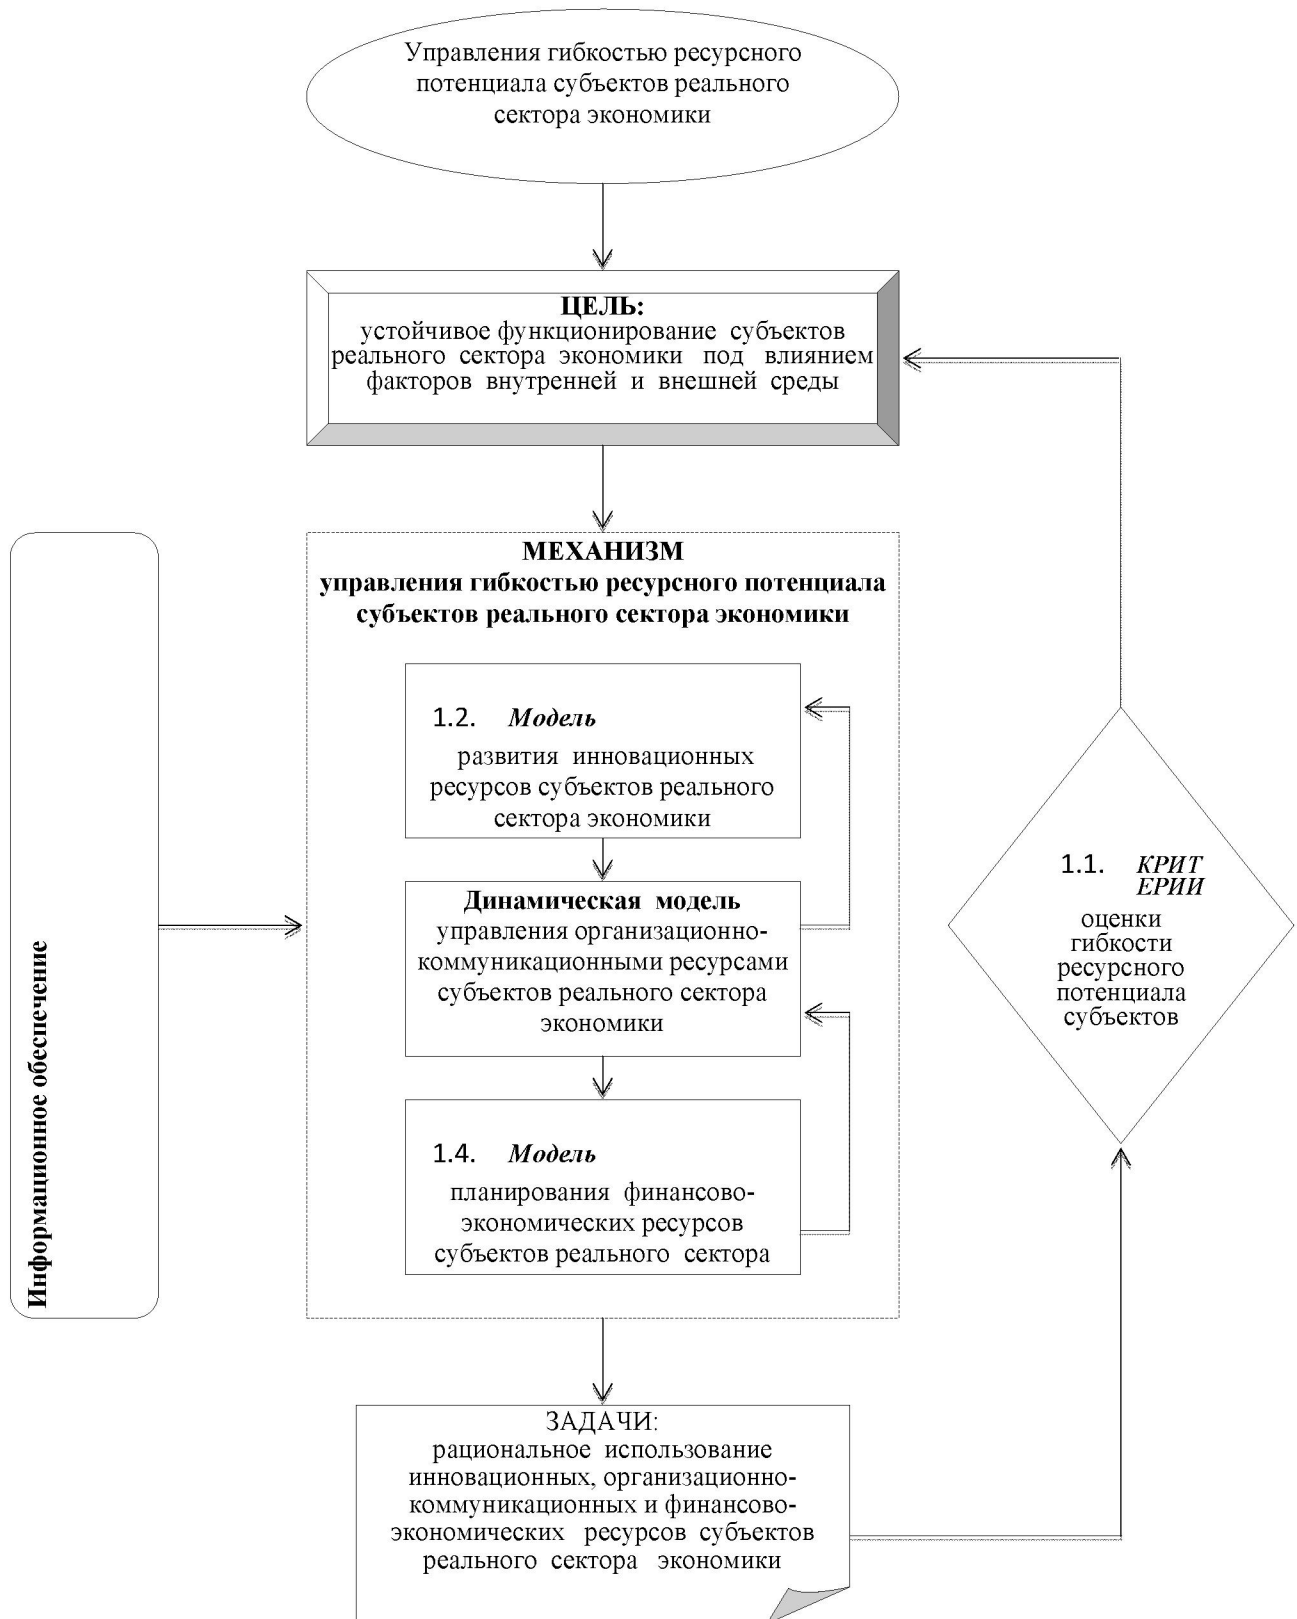 Управления гибкостью ресурсного
потенциала субъектов реального
сектора экономики
ЦЕЛЬ:
устойчивое функционирование субъектов
реального сектора экономики под влиянием
факторов внутренней и внешней среды
Информационное обеспечение
МЕХАНИЗМ
управления гибкостью ресурсного потенциала
субъектов реального сектора экономики
1.2. Модель
развития инновационных
ресурсов субъектов реального
сектора экономики
Динамическая модель
управления организационно-
коммуникационными ресурсами
субъектов реального сектора
экономики
1.4. Модель
планирования финансово-
экономических ресурсов
субъектов реального сектора
1.1. КРИТ
ЕРИИ
оценки
гибкости
ресурсного
потенциала
субъектов
ЗАДАЧИ:
рациональное использование
инновационных, организационно-
коммуникационных и финансово-
экономических ресурсов субъектов
реального сектора экономики